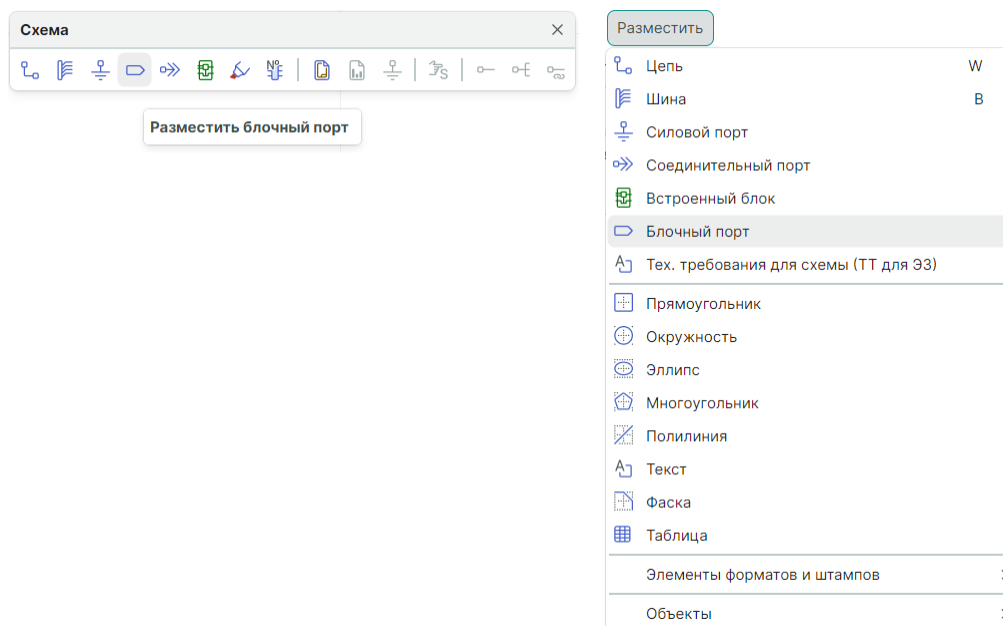 Схема
Разместить блочный порт
Разместить
Цепь W
Шина B
Силовой порт
Соединительный порт
Встроенный блок
Блочный порт
Тех. требования для схемы (ТТ для ЭЗ)
Прямоугольник
Окружность
Эллипс
Многоугольник
Полилиния
Текст
Фаска
Таблица
Элементы форматов и штампов
Объекты